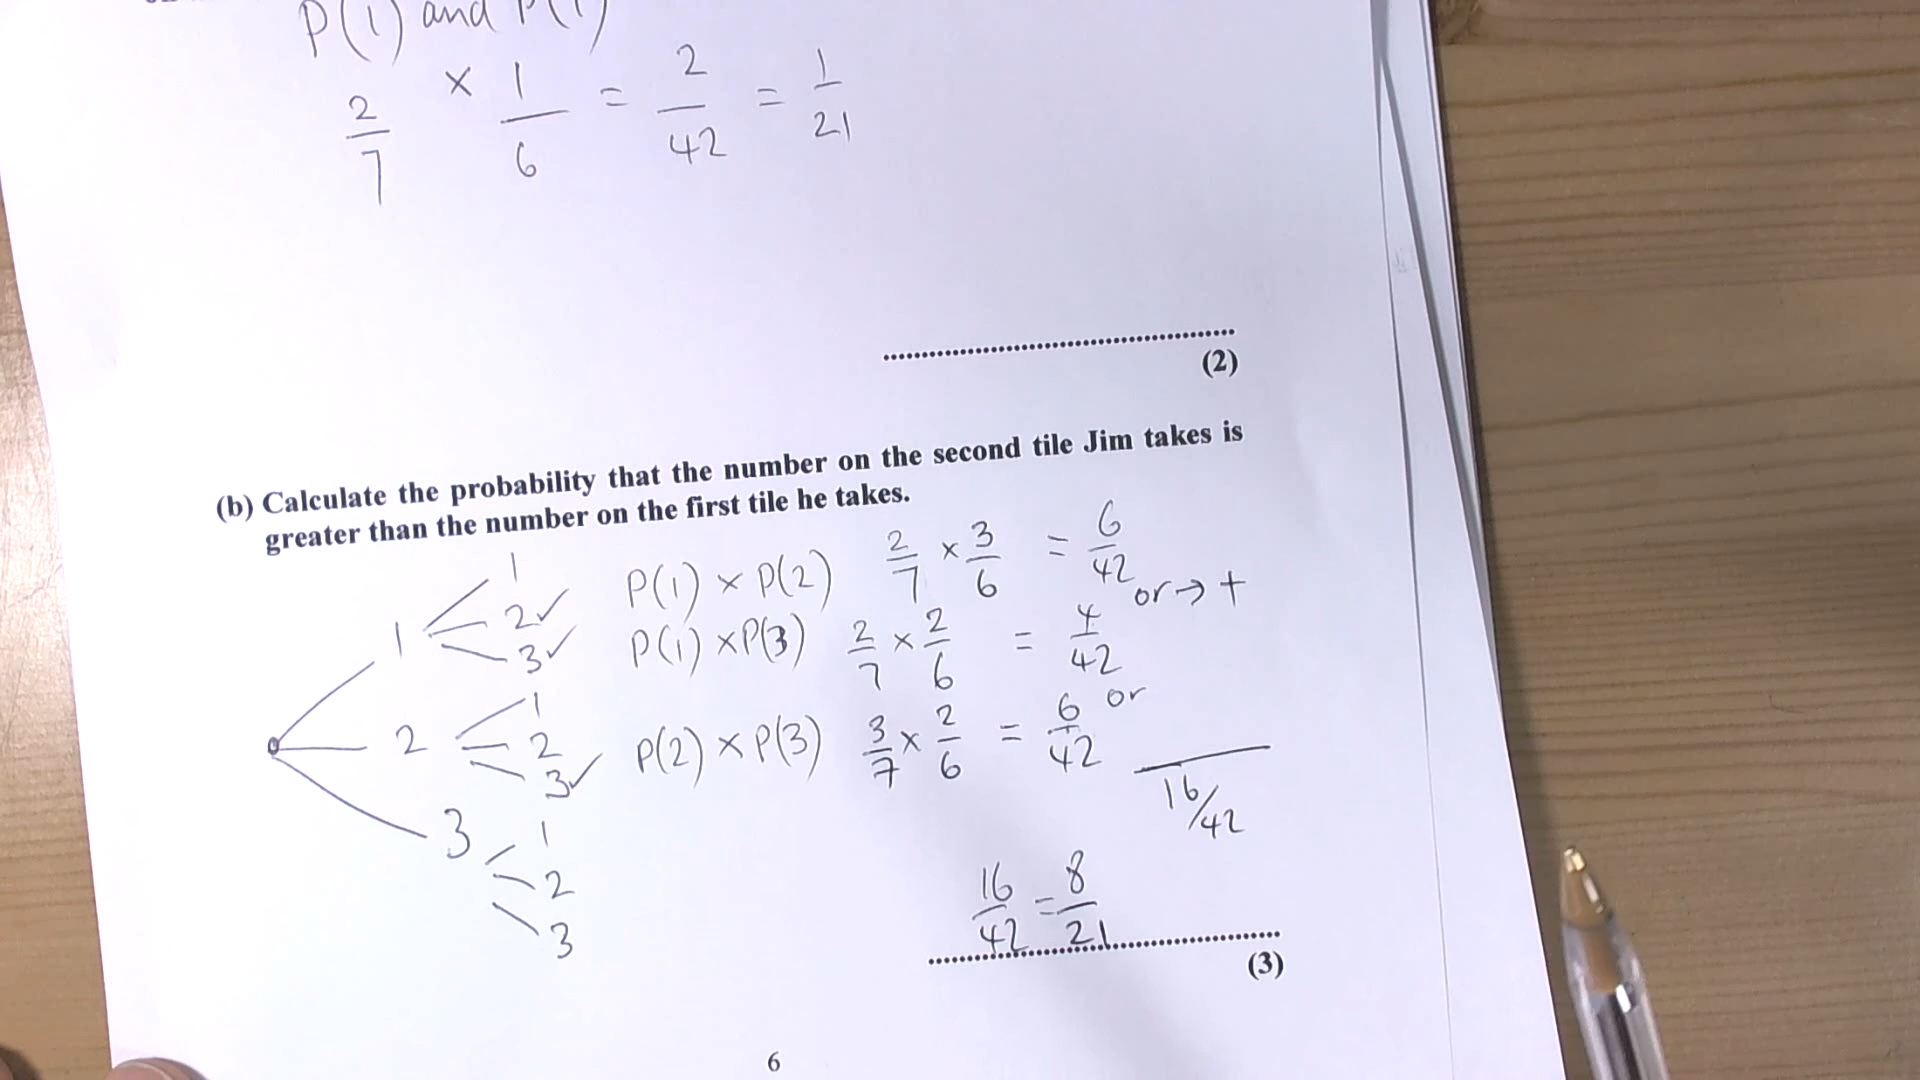 P(1) and P(1)
2/7 × 1/6 = 2/42 = 1/21
(2)
(b) Calculate the probability that the number on the second tile Jim takes is
greater than the number on the first tile he takes.
1
1 2✓ P(1) × P(2) 2/7 × 3/6 = 6/42 or → +
3✓ P(1) × P(3) 2/7 × 2/6 = 4/42
1 or
2 2 P(2) × P(3) 3/7 × 2/6 = 6/42
3✓
16/42
1
3 2
3
16/42 = 8/21
(3)
6